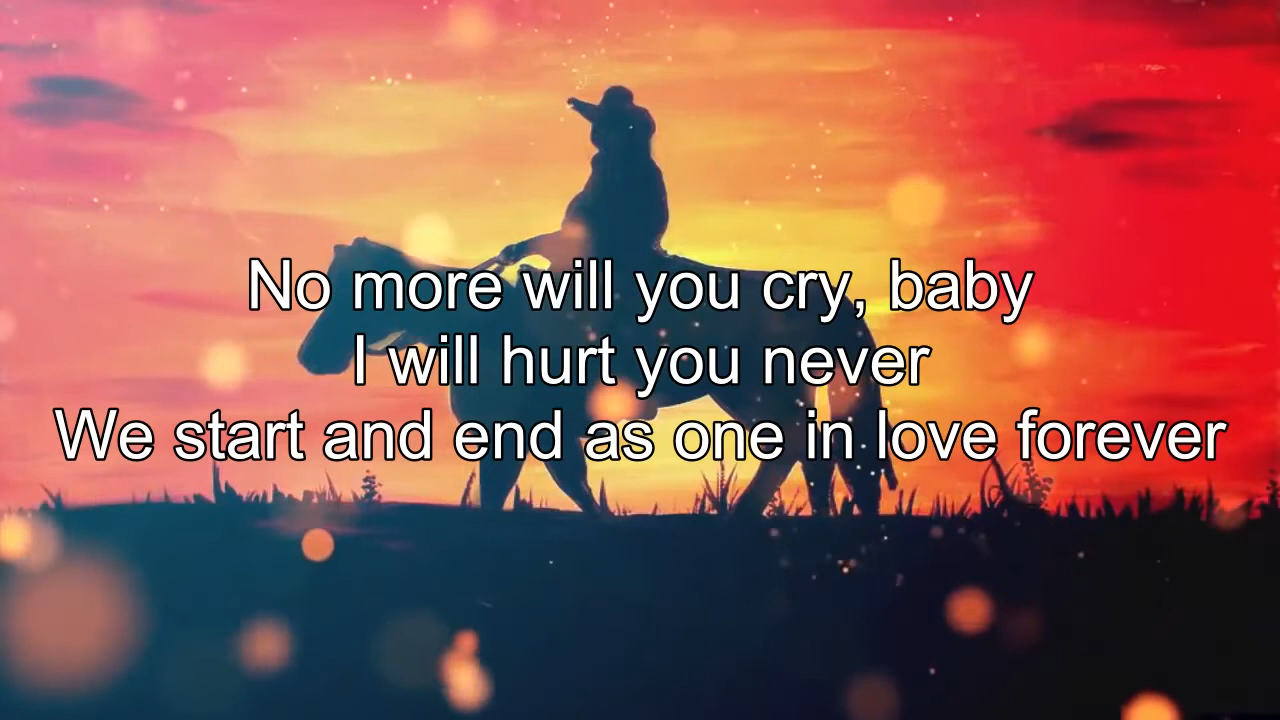 No more will you cry, baby
I will hurt you never
We start and end as one in love forever